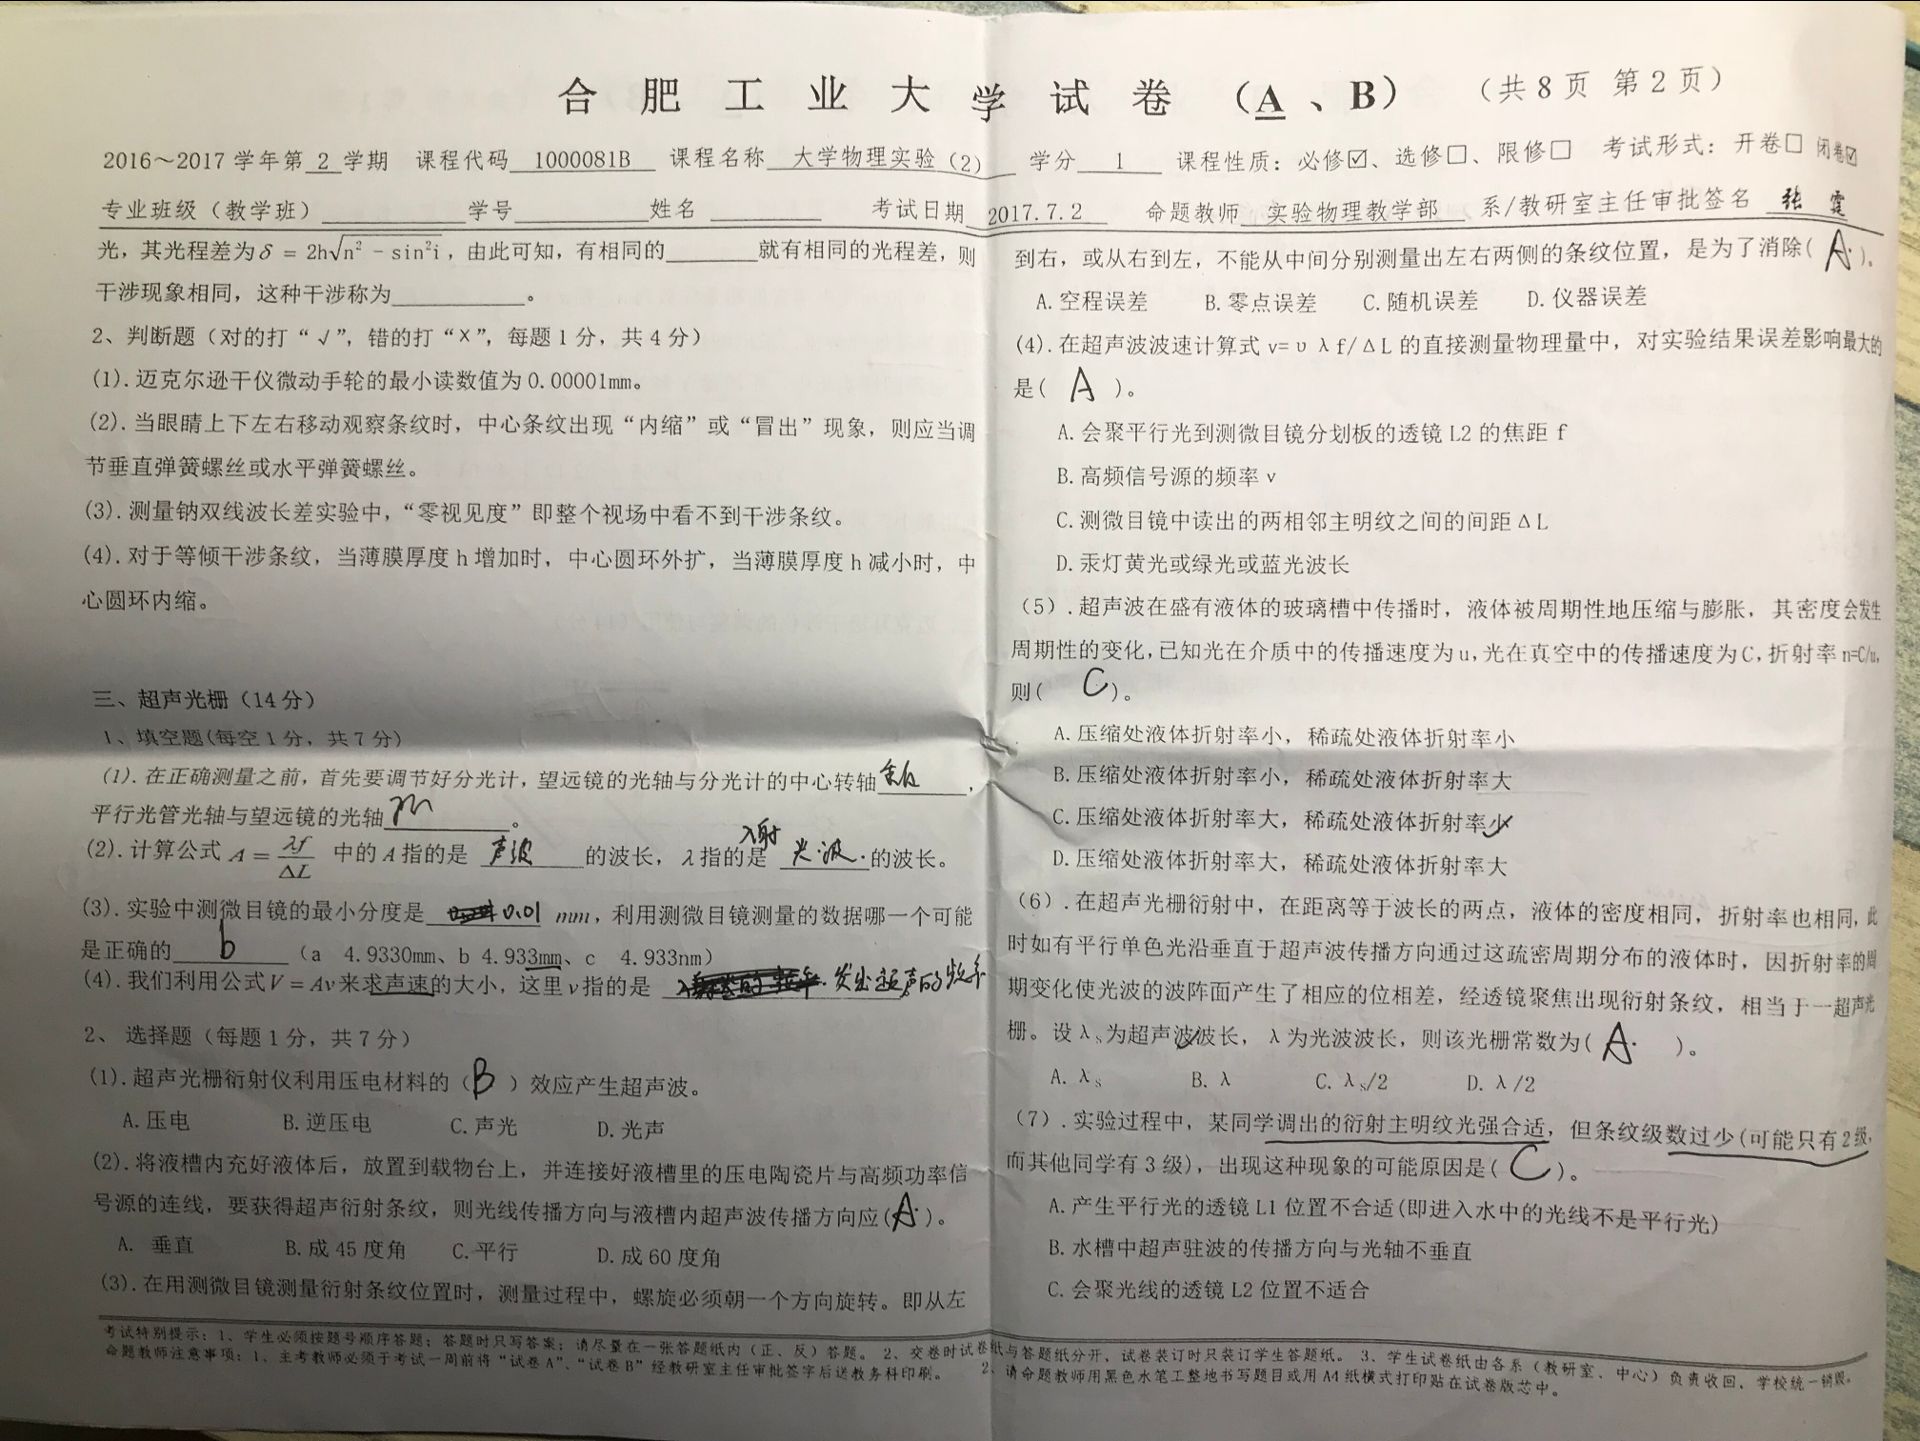 合肥工业大学试卷（A、B） （共8页 第2页）
2016～2017学年第 2 学期 课程代码 1000081B 课程名称 大学物理实验（2） 学分 1 课程性质：必修☑、选修☐、限修☐ 考试形式：开卷☐ 闭卷☑
专业班级（教学班）学号 姓名 考试日期 2017.7.2 命题教师 实验物理教学部 系/教研室主任审批签名 张霆
光，其光程差为δ = 2h√n² - sin²i，由此可知，有相同的________就有相同的光程差，则
干涉现象相同，这种干涉称为________。
2、判断题（对的打“√”，错的打“×”，每题1分，共4分）
(1).迈克尔逊干仪微动手轮的最小读数值为0.00001mm。
(2).当眼睛上下左右移动观察条纹时，中心条纹出现“内缩”或“冒出”现象，则应当调
节垂直弹簧螺丝或水平弹簧螺丝。
(3).测量钠双线波长差实验中，“零视见度”即整个视场中看不到干涉条纹。
(4).对于等倾干涉条纹，当薄膜厚度h增加时，中心圆环外扩，当薄膜厚度h减小时，中
心圆环内缩。
三、超声光栅（14分）
1、填空题(每空1分，共7分)
(1).在正确测量之前，首先要调节好分光计，望远镜的光轴与分光计的中心转轴 垂直，
平行光管光轴与望远镜的光轴________。
(2).计算公式 A = λf/ΔL 中的A指的是 声波 的波长，λ指的是 入射光波. 的波长。
(3).实验中测微目镜的最小分度是 0.01 mm，利用测微目镜测量的数据哪一个可能
是正确的 b （a 4.9330mm、b 4.933mm、c 4.933nm）
(4).我们利用公式V = Av来求声速的大小，这里v指的是 发出超声的频率
2、选择题（每题1分，共7分）
(1).超声光栅衍射仪利用压电材料的（B）效应产生超声波。
A.压电 B.逆压电 C.声光 D.光声
(2).将液槽内充好液体后，放置到载物台上，并连接好液槽里的压电陶瓷片与高频功率信
号源的连线，要获得超声衍射条纹，则光线传播方向与液槽内超声波传播方向应(A.)。
A. 垂直 B.成45度角 C.平行 D.成60度角
(3).在用测微目镜测量衍射条纹位置时，测量过程中，螺旋必须朝一个方向旋转。即从左
到右，或从右到左，不能从中间分别测量出左右两侧的条纹位置，是为了消除( A. )。
A.空程误差 B.零点误差 C.随机误差 D.仪器误差
(4).在超声波波速计算式 v=υλf/ΔL 的直接测量物理量中，对实验结果误差影响最大的
是( A )。
A.会聚平行光到测微目镜分划板的透镜L2的焦距f
B.高频信号源的频率v
C.测微目镜中读出的两相邻主明纹之间的间距ΔL
D.汞灯黄光或绿光或蓝光波长
（5）.超声波在盛有液体的玻璃槽中传播时，液体被周期性地压缩与膨胀，其密度会发生
周期性的变化,已知光在介质中的传播速度为u,光在真空中的传播速度为C,折射率n=C/u,
则( C )。
A.压缩处液体折射率小，稀疏处液体折射率小
B.压缩处液体折射率小，稀疏处液体折射率大
C.压缩处液体折射率大，稀疏处液体折射率小
D.压缩处液体折射率大，稀疏处液体折射率大
（6）.在超声光栅衍射中，在距离等于波长的两点，液体的密度相同，折射率也相同，此
时如有平行单色光沿垂直于超声波传播方向通过这疏密周期分布的液体时，因折射率的周
期变化使光波的波阵面产生了相应的位相差，经透镜聚焦出现衍射条纹，相当于一超声光
栅。设λs为超声波波长，λ为光波波长，则该光栅常数为( A. )。
A. λs B. λ C. λs/2 D. λ/2
（7）.实验过程中，某同学调出的衍射主明纹光强合适，但条纹级数过少(可能只有2级,
而其他同学有3级)，出现这种现象的可能原因是( C )。
A.产生平行光的透镜L1位置不合适(即进入水中的光线不是平行光)
B.水槽中超声驻波的传播方向与光轴不垂直
C.会聚光线的透镜L2位置不适合
考试特别提示：1、学生必须按题号顺序答题；答题时只写答案；请尽量在一张答题纸内（正、反）答题。 2、交卷时试卷纸与答题纸分开，试卷装订时只装订学生答题纸。 3、学生试卷纸由各系（教研室、中心）负责收回，学校统一销毁。
命题教师注意事项：1、主考教师必须于考试一周前将“试卷A”、“试卷B”经教研室主任审批签字后送教务科印刷。 2、请命题教师用黑色水笔工整地书写题目或用A4纸横式打印贴在试卷版芯中。